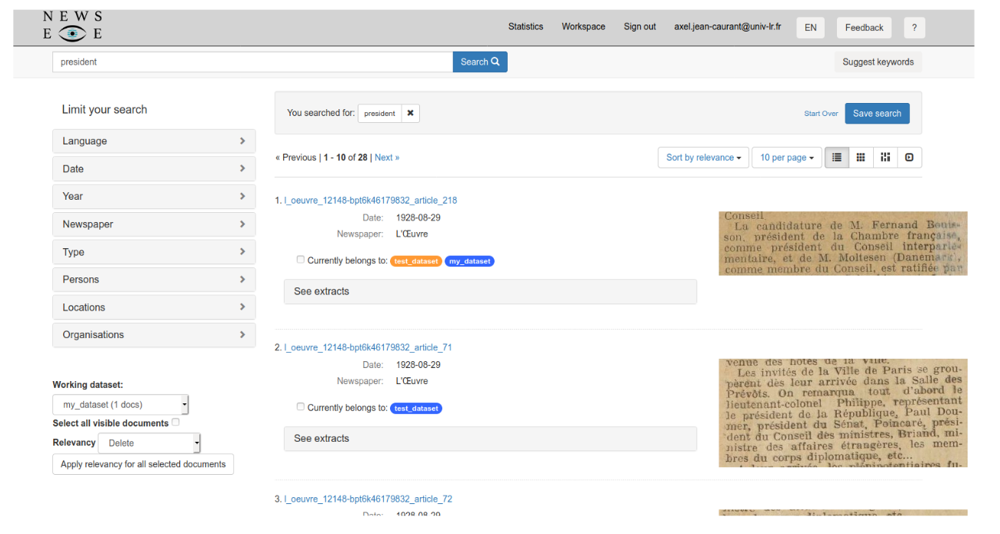 NEWS
E E
Statistics Workspace Sign out axel.jean-caurant@univ-lr.fr EN Feedback ?
president Search Suggest keywords
Limit your search
Language
Date
Year
Newspaper
Type
Persons
Locations
Organisations
Working dataset:
my_dataset (1 docs)
Select all visible documents
Relevancy Delete
Apply relevancy for all selected documents
You searched for: president ✖ Start Over Save search
« Previous | 1 - 10 of 28 | Next » Sort by relevance 10 per page
1. l_oeuvre_12148-bpt6k46179832_article_218
Date: 1928-08-29
Newspaper: L'Œuvre
Currently belongs to: test_dataset my_dataset
See extracts
Conseil
La candidature de M. Fernand Bouis-
son, président de la Chambre française,
comme président du Conseil interparle-
mentaire, et de M. Moltesen (Danemark),
comme membre du Conseil, est ratifiée par
2. l_oeuvre_12148-bpt6k46179832_article_71
Date: 1928-08-29
Newspaper: L'Œuvre
Currently belongs to: test_dataset
See extracts
venue des hôtes de la ville.
Les invités de la Ville de Paris se grou-
pèrent dès leur arrivée dans la Salle des
Prévôts. On remarqua tout d'abord le
lieutenant-colonel Philippe, représentant
le président de la République, Paul Dou-
mer, président du Sénat, Poincaré, prési-
dent du Conseil des ministres, Briand, mi-
nistre des affaires étrangères, les mem-
bres du corps diplomatique, etc...
3. l_oeuvre_12148-bpt6k46179832_article_72
Date: 1928-08-29